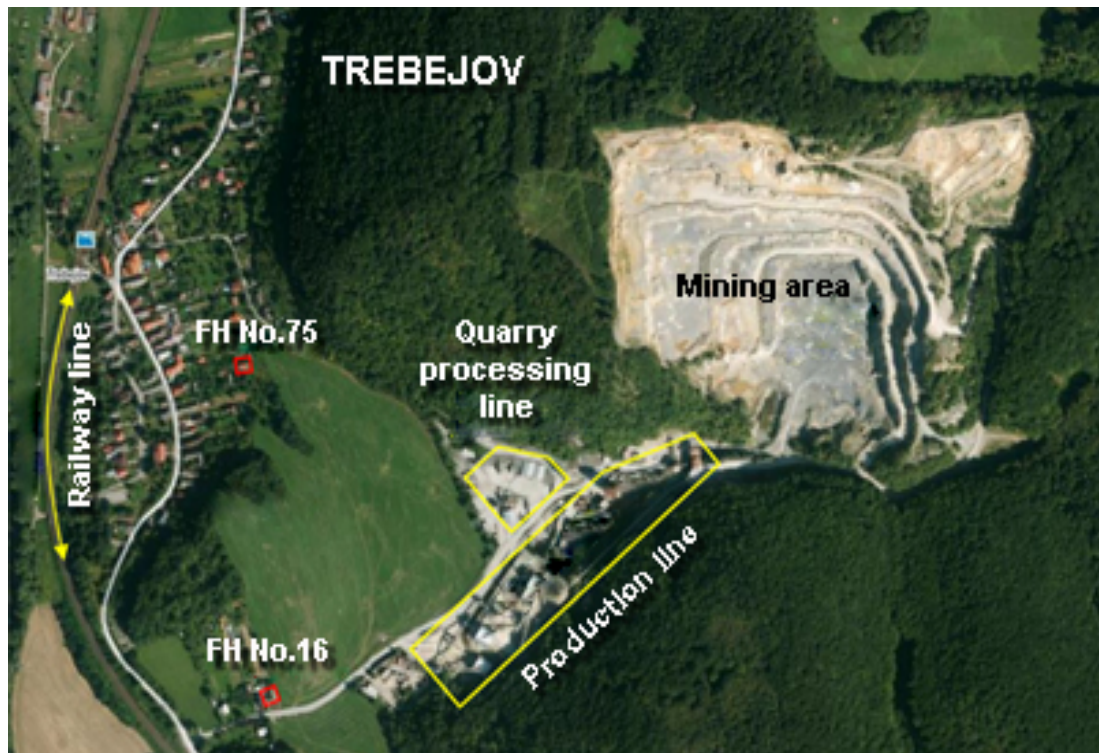 TREBEJOV
Mining area
FH No.75
Quarry
processing
line
Railway line
Production line
FH No.16